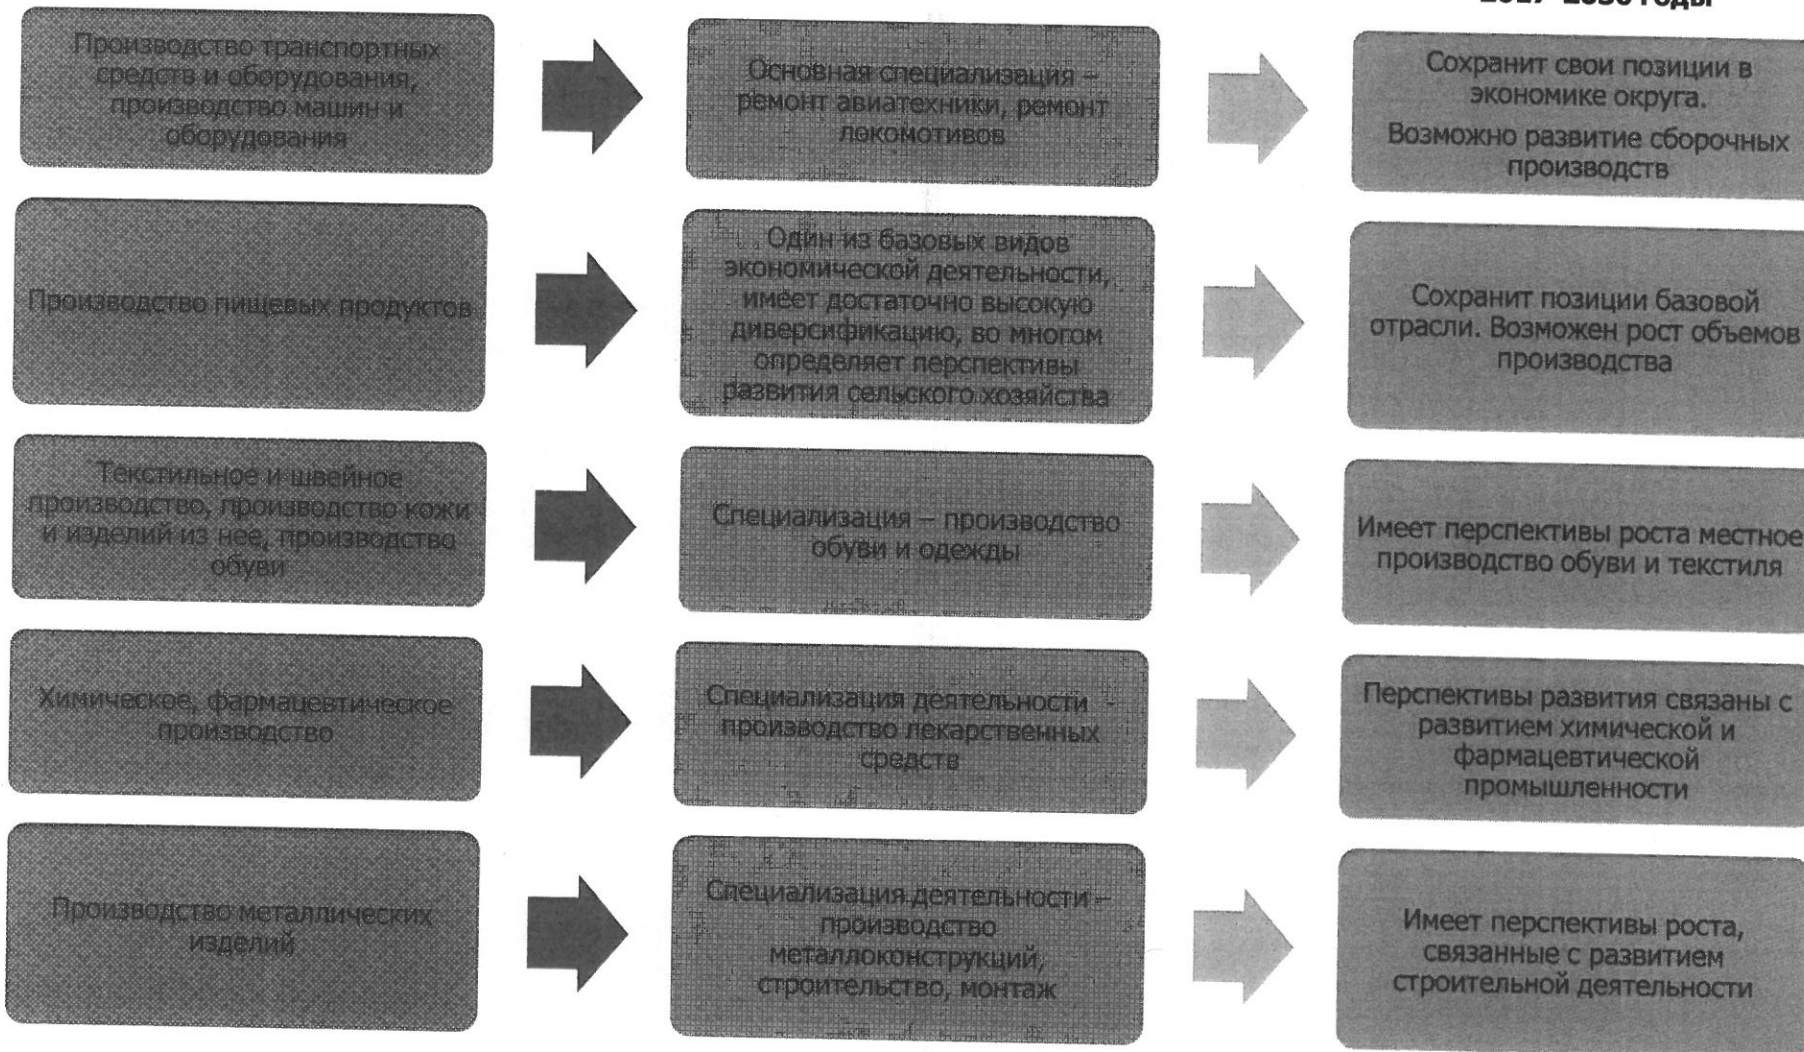 2017-2030 годы
Производство транспортных
средств и оборудования,
производство машин и
оборудования
Основная специализация –
ремонт авиатехники, ремонт
локомотивов
Сохранит свои позиции в
экономике округа.
Возможно развитие сборочных
производств
Производство пищевых продуктов
Один из базовых видов
экономической деятельности,
имеет достаточно высокую
диверсификацию, во многом
определяет перспективы
развития сельского хозяйства
Сохранит позиции базовой
отрасли. Возможен рост объемов
производства
Текстильное и швейное
производство, производство кожи
и изделий из нее, производство
обуви
Специализация – производство
обуви и одежды
Имеет перспективы роста местное
производство обуви и текстиля
Химическое, фармацевтическое
производство
Специализация деятельности -
производство лекарственных
средств
Перспективы развития связаны с
развитием химической и
фармацевтической
промышленности
Производство металлических
изделий
Специализация деятельности –
производство
металлоконструкций,
строительство, монтаж
Имеет перспективы роста,
связанные с развитием
строительной деятельности